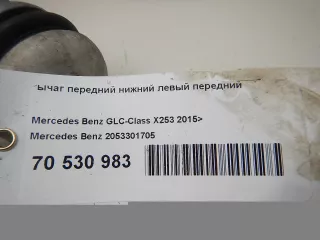 ычаг передний нижний левый передний
Mercedes Benz GLC-Class X253 2015>
Mercedes Benz 2053301705
70 530 983